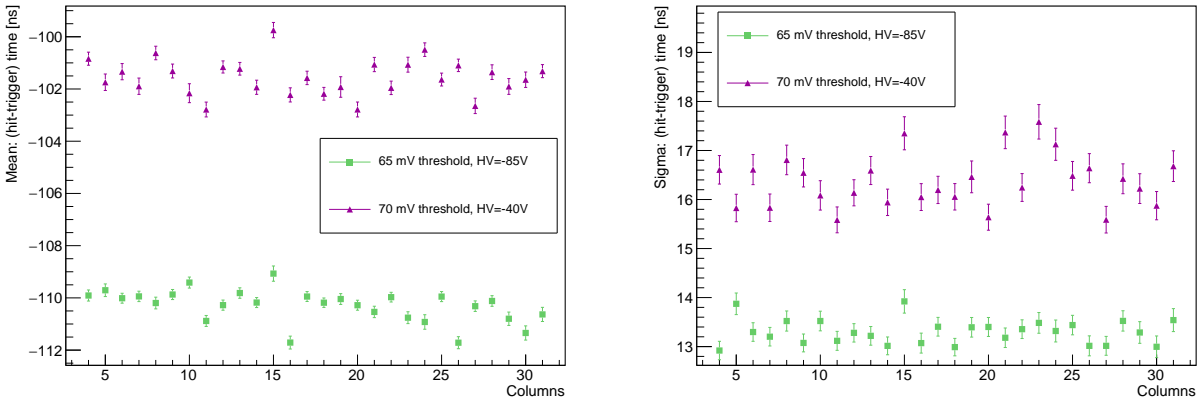 Mean: (hit-trigger) time [ns]
−100
−102
−104
−106
−108
−110
−112
65 mV threshold, HV=-85V
70 mV threshold, HV=-40V
5 10 15 20 25 30
Columns
Sigma: (hit-trigger) time [ns]
19
18
17
16
15
14
13
65 mV threshold, HV=-85V
70 mV threshold, HV=-40V
5 10 15 20 25 30
Columns